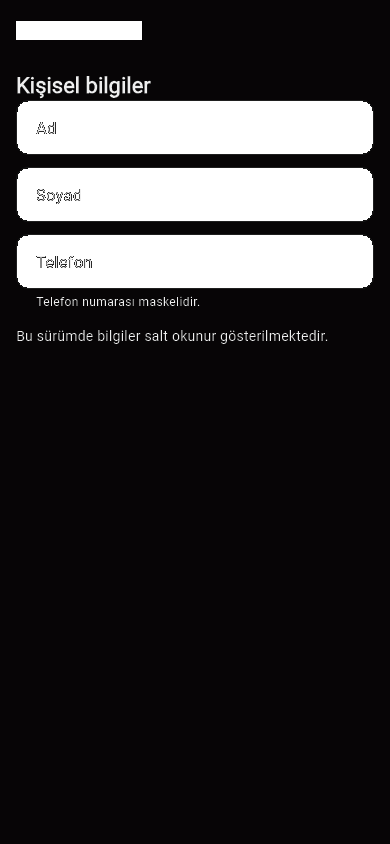 Kişisel bilgiler
Ad
Soyad
Telefon
Telefon numarası maskelidir.
Bu sürümde bilgiler salt okunur gösterilmektedir.